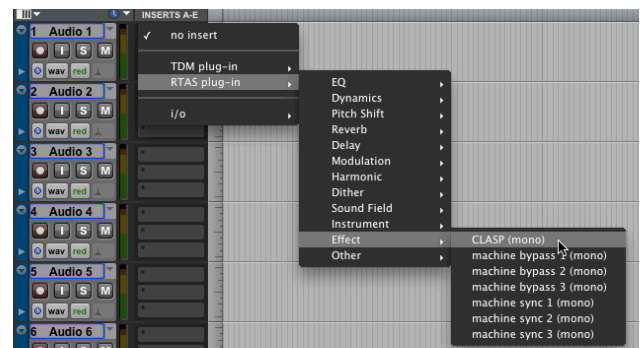 INSERTS A-E
1 Audio 1
I S M
wav red
2 Audio 2
I S M
wav red
3 Audio 3
I S M
wav red
4 Audio 4
I S M
wav red
5 Audio 5
I S M
wav red
6 Audio 6
I S M
✓ no insert
TDM plug-in
RTAS plug-in
i/o
EQ
Dynamics
Pitch Shift
Reverb
Delay
Modulation
Harmonic
Dither
Sound Field
Instrument
Effect
Other
CLASP (mono)
machine bypass 1 (mono)
machine bypass 2 (mono)
machine bypass 3 (mono)
machine sync 1 (mono)
machine sync 2 (mono)
machine sync 3 (mono)